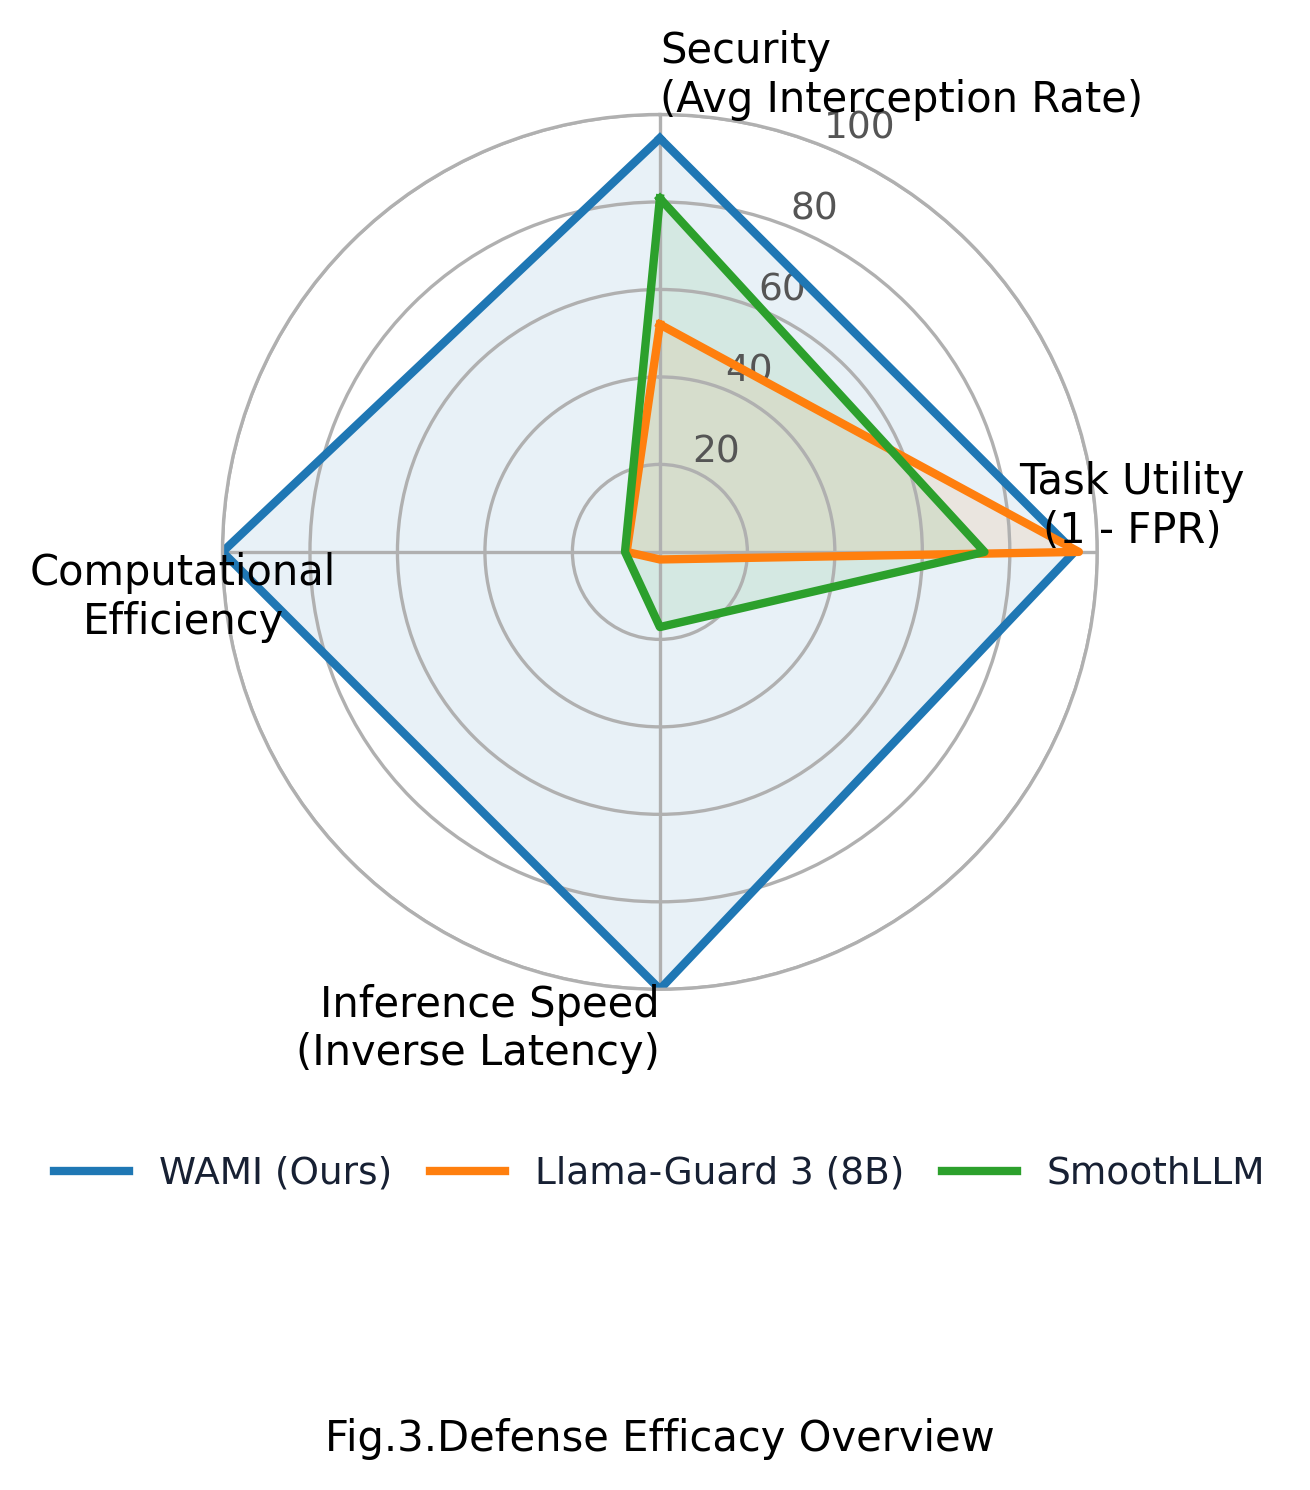 Security
(Avg Interception Rate)
100
80
60
40
20
Task Utility
(1 - FPR)
Computational
Efficiency
Inference Speed
(Inverse Latency)
WAMI (Ours)
Llama-Guard 3 (8B)
SmoothLLM
Fig.3.Defense Efficacy Overview